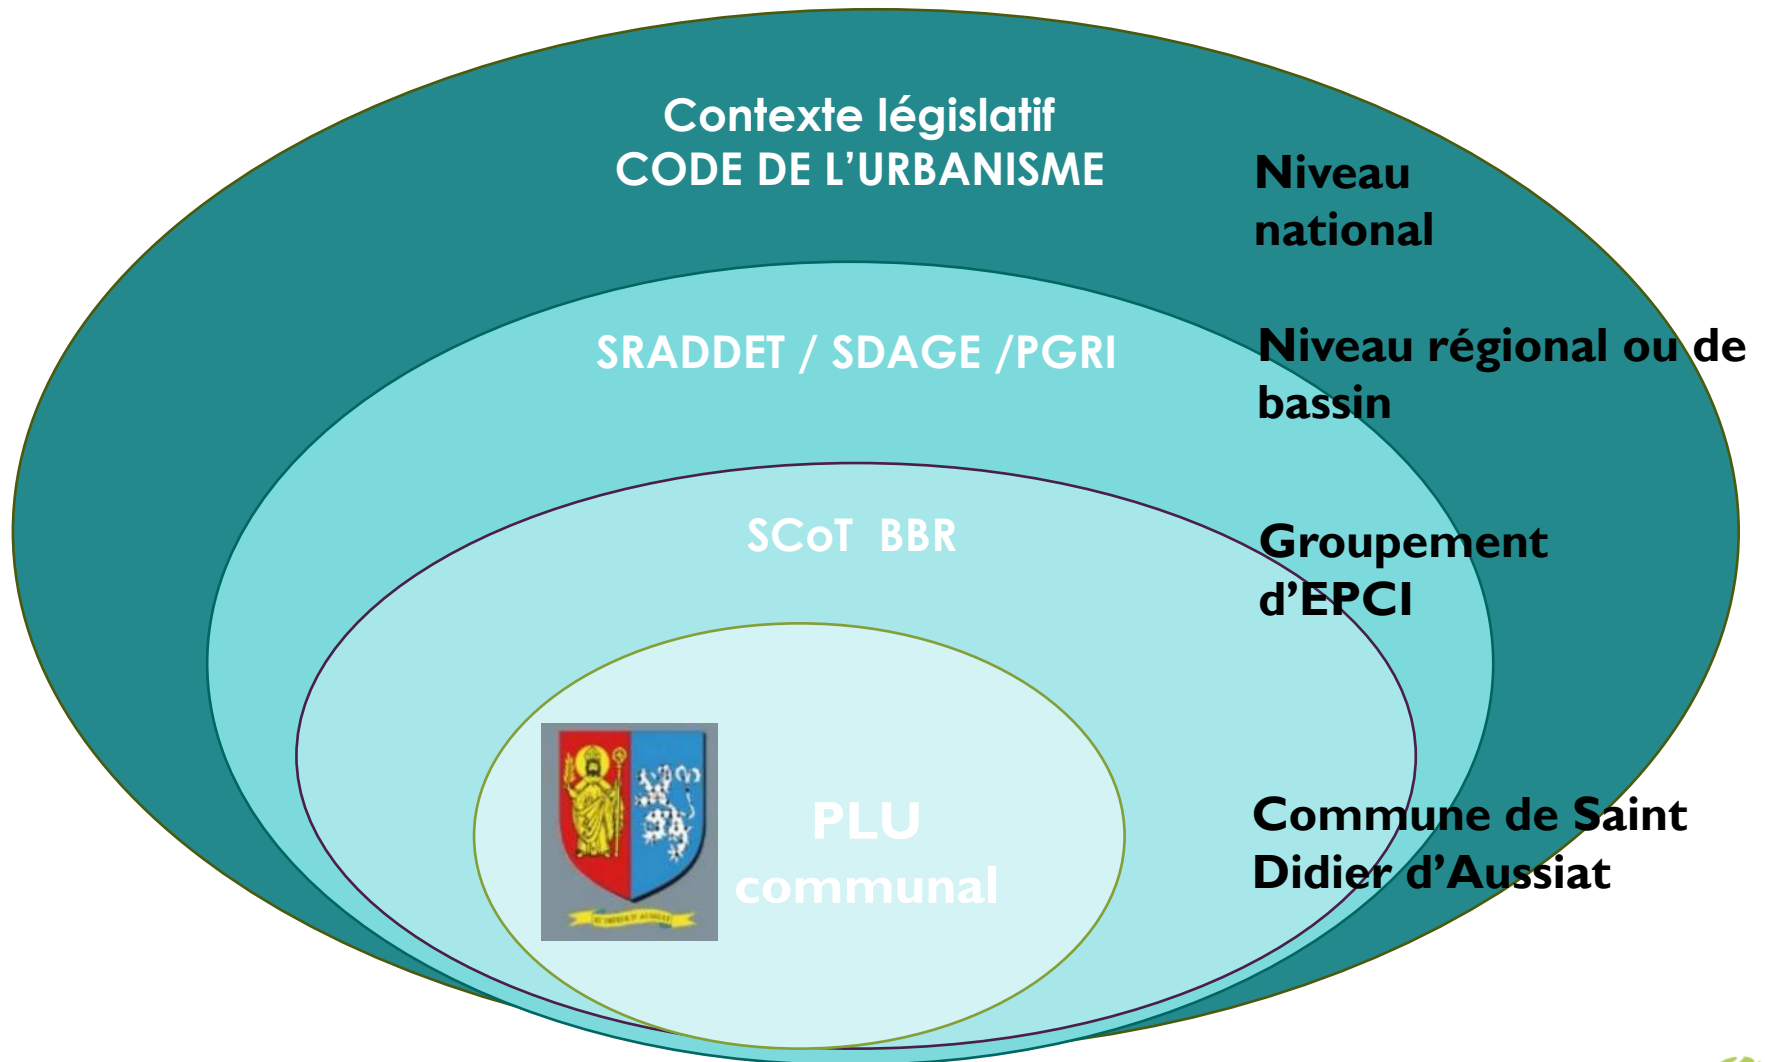 Contexte législatif
CODE DE L'URBANISME
Niveau
national
SRADDET / SDAGE /PGRI
Niveau régional ou de
bassin
SCoT BBR
Groupement
d'EPCI
PLU
communal
Commune de Saint
Didier d'Aussiat